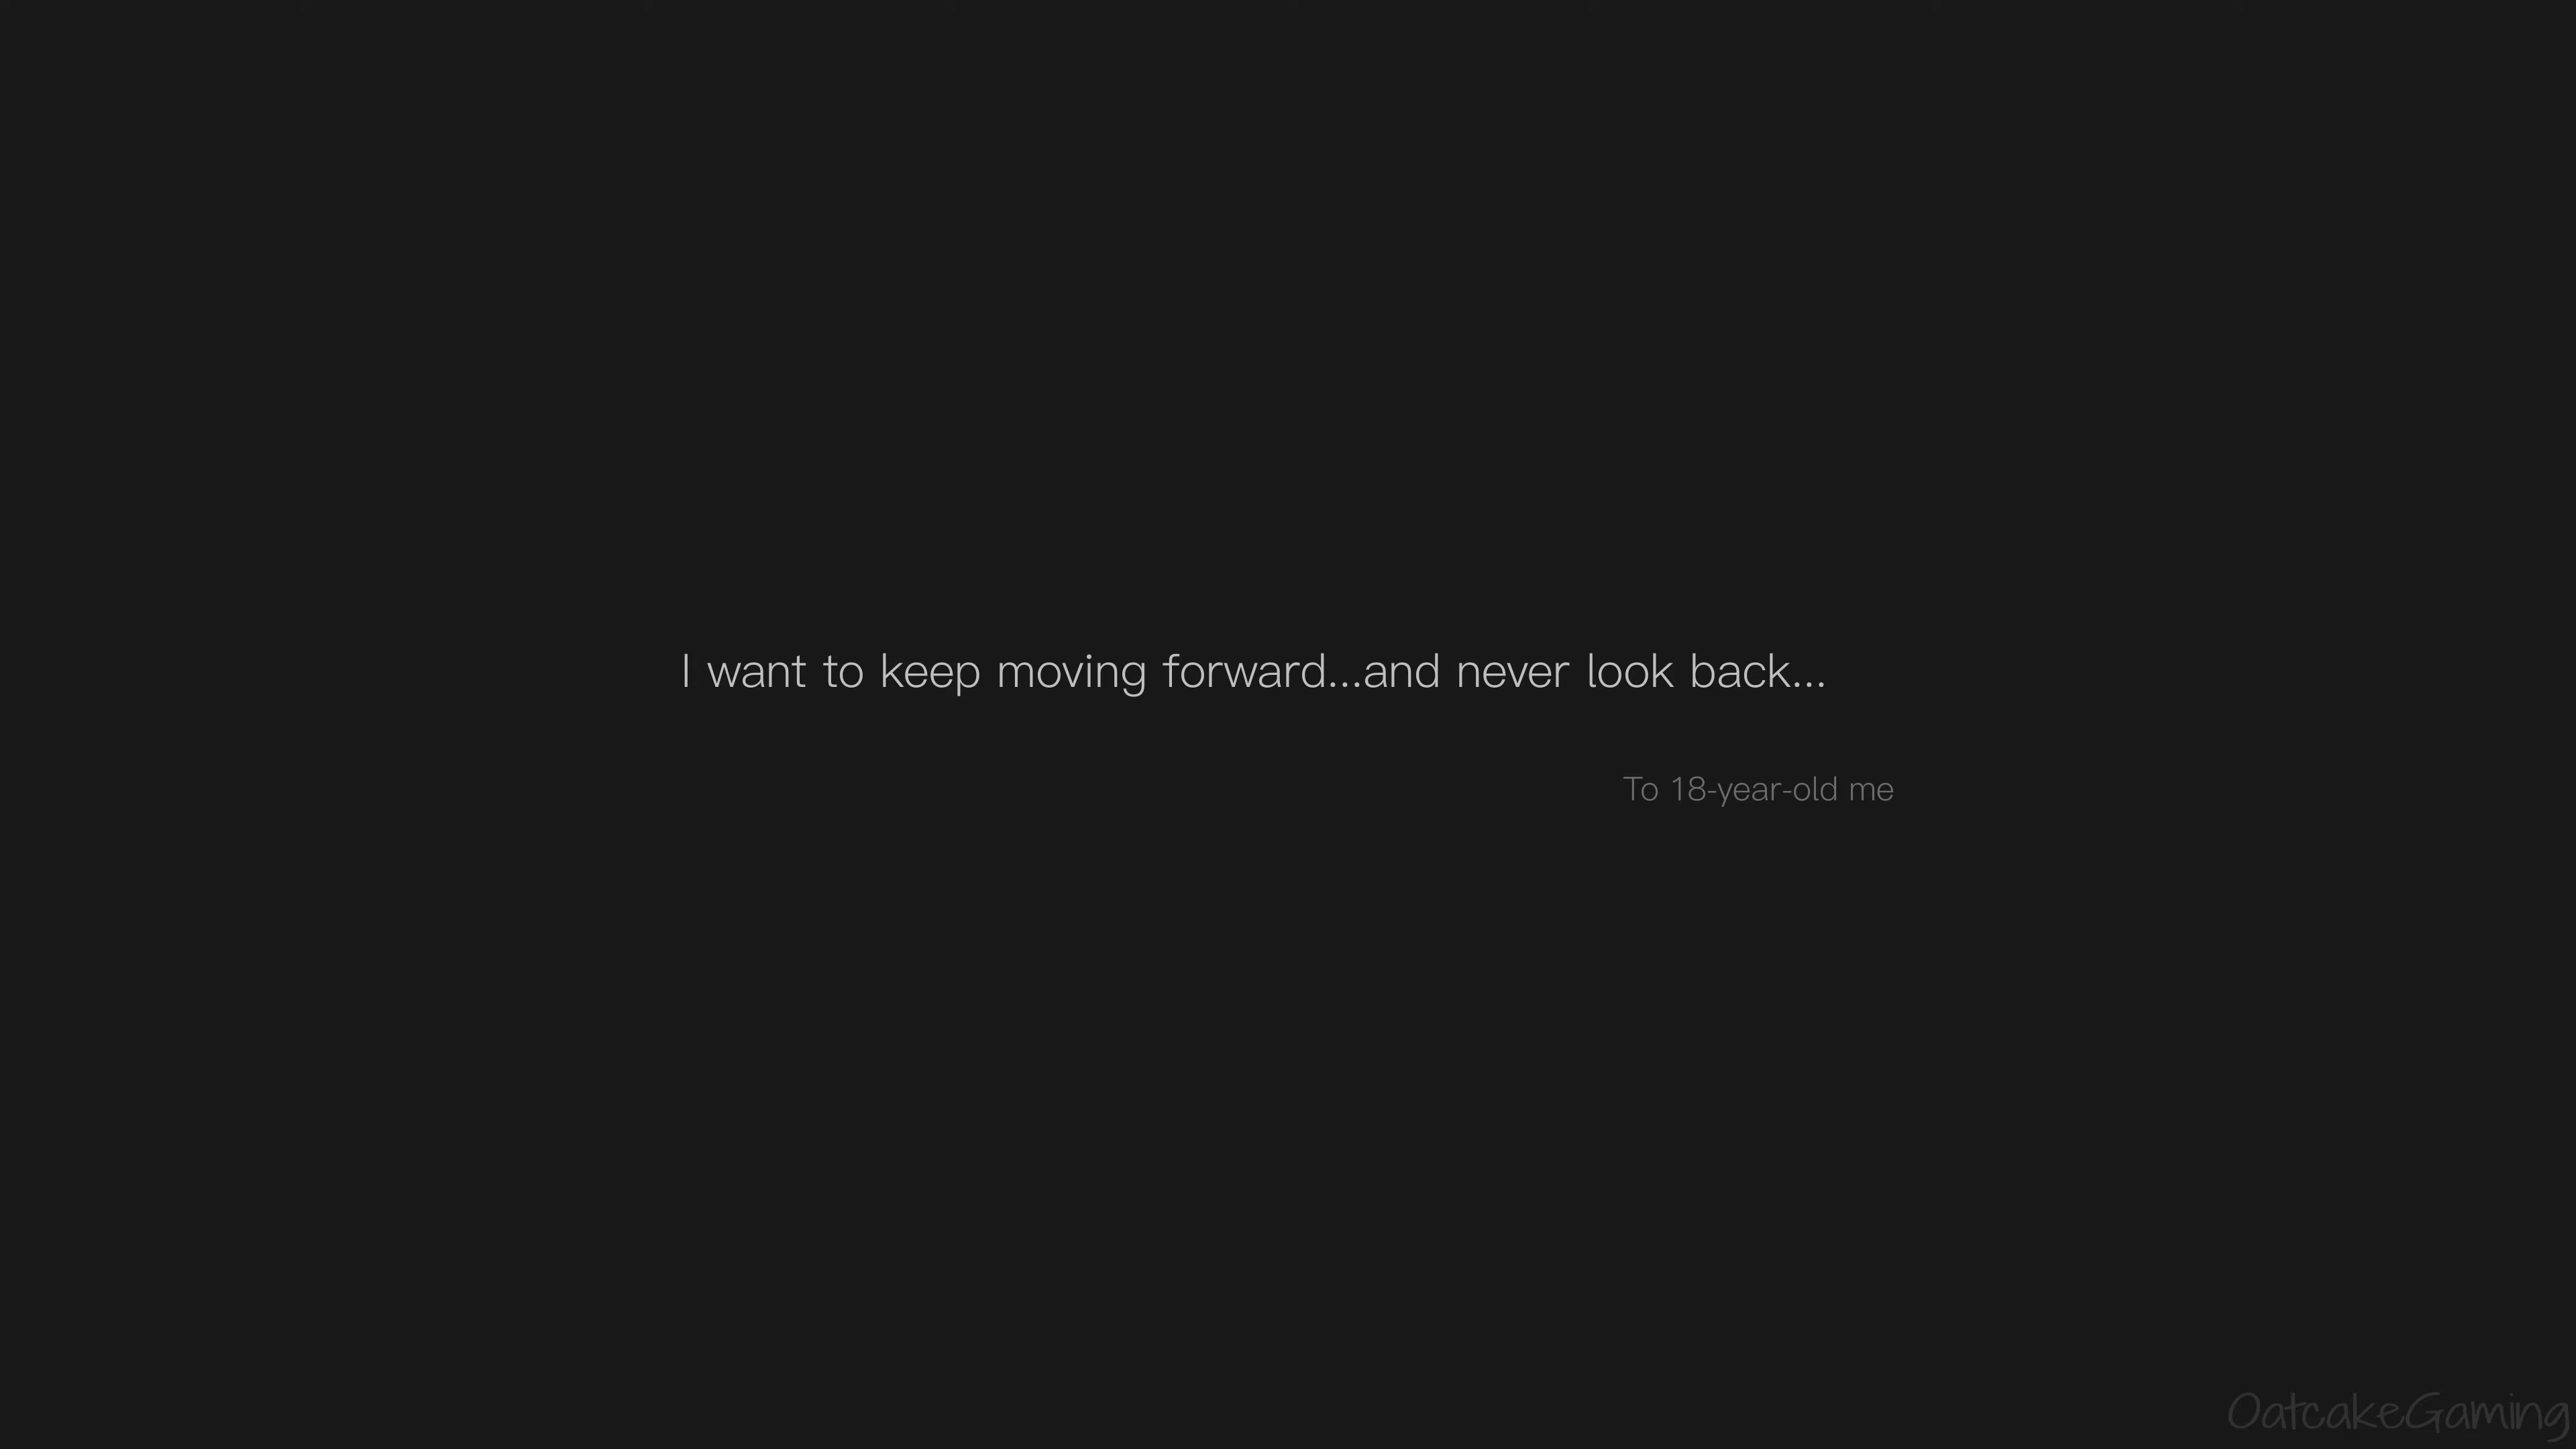 I want to keep moving forward...and never look back...
To 18-year-old me
OatcakeGaming